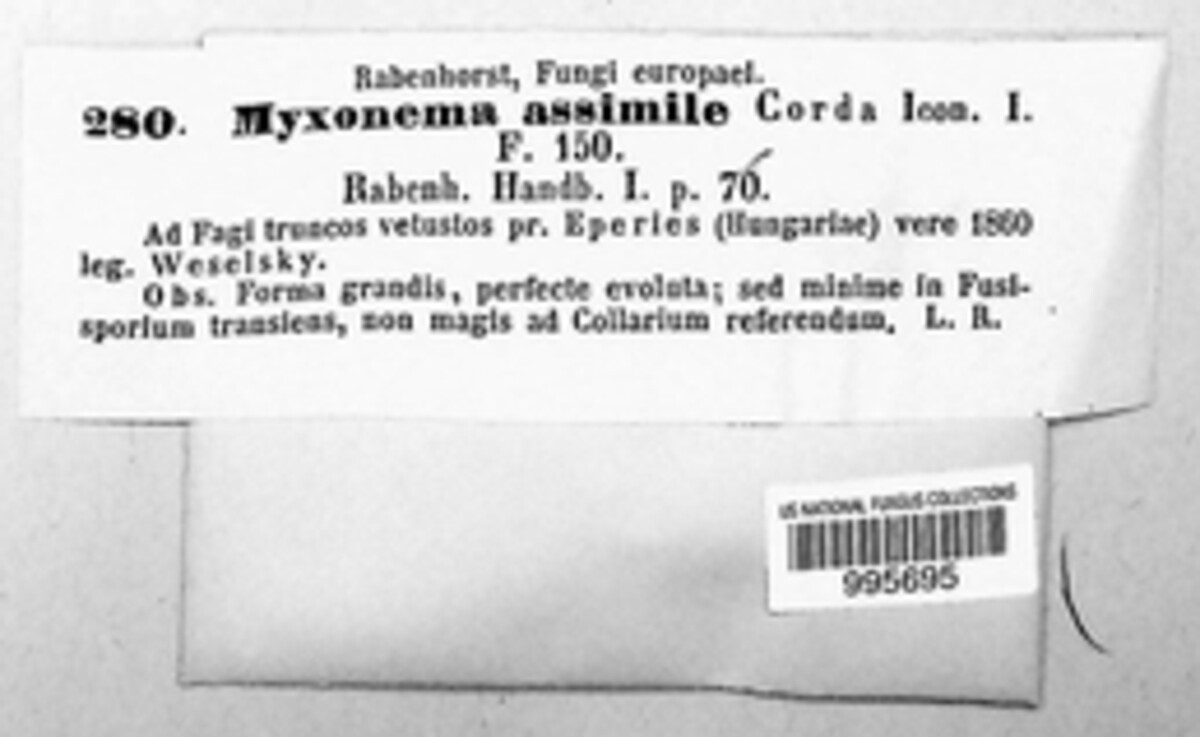 Rabenhorst, Fungi europaei.
280. Myxonema assimile Corda Icon. I.
F. 150.
Rabenh. Handb. I. p. 70.
Ad Fagi truncos vetustos pr. Eperies (Hungariae) vere 1860
leg. Weselsky.
Obs. Forma grandis, perfecte evoluta; sed minime in Fusi-
sporium transiens, non magis ad Collarium referendum. L. R.
US NATIONAL FUNGUS COLLECTIONS
995695